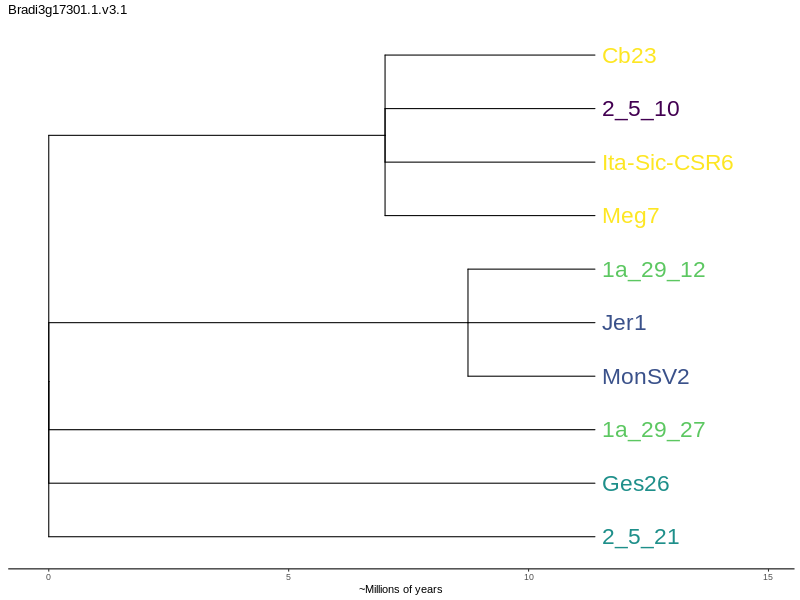 Bradi3g17301.1.v3.1
Cb23
2_5_10
Ita-Sic-CSR6
Meg7
1a_29_12
Jer1
MonSV2
1a_29_27
Ges26
2_5_21
0 5 10 15
~Millions of years